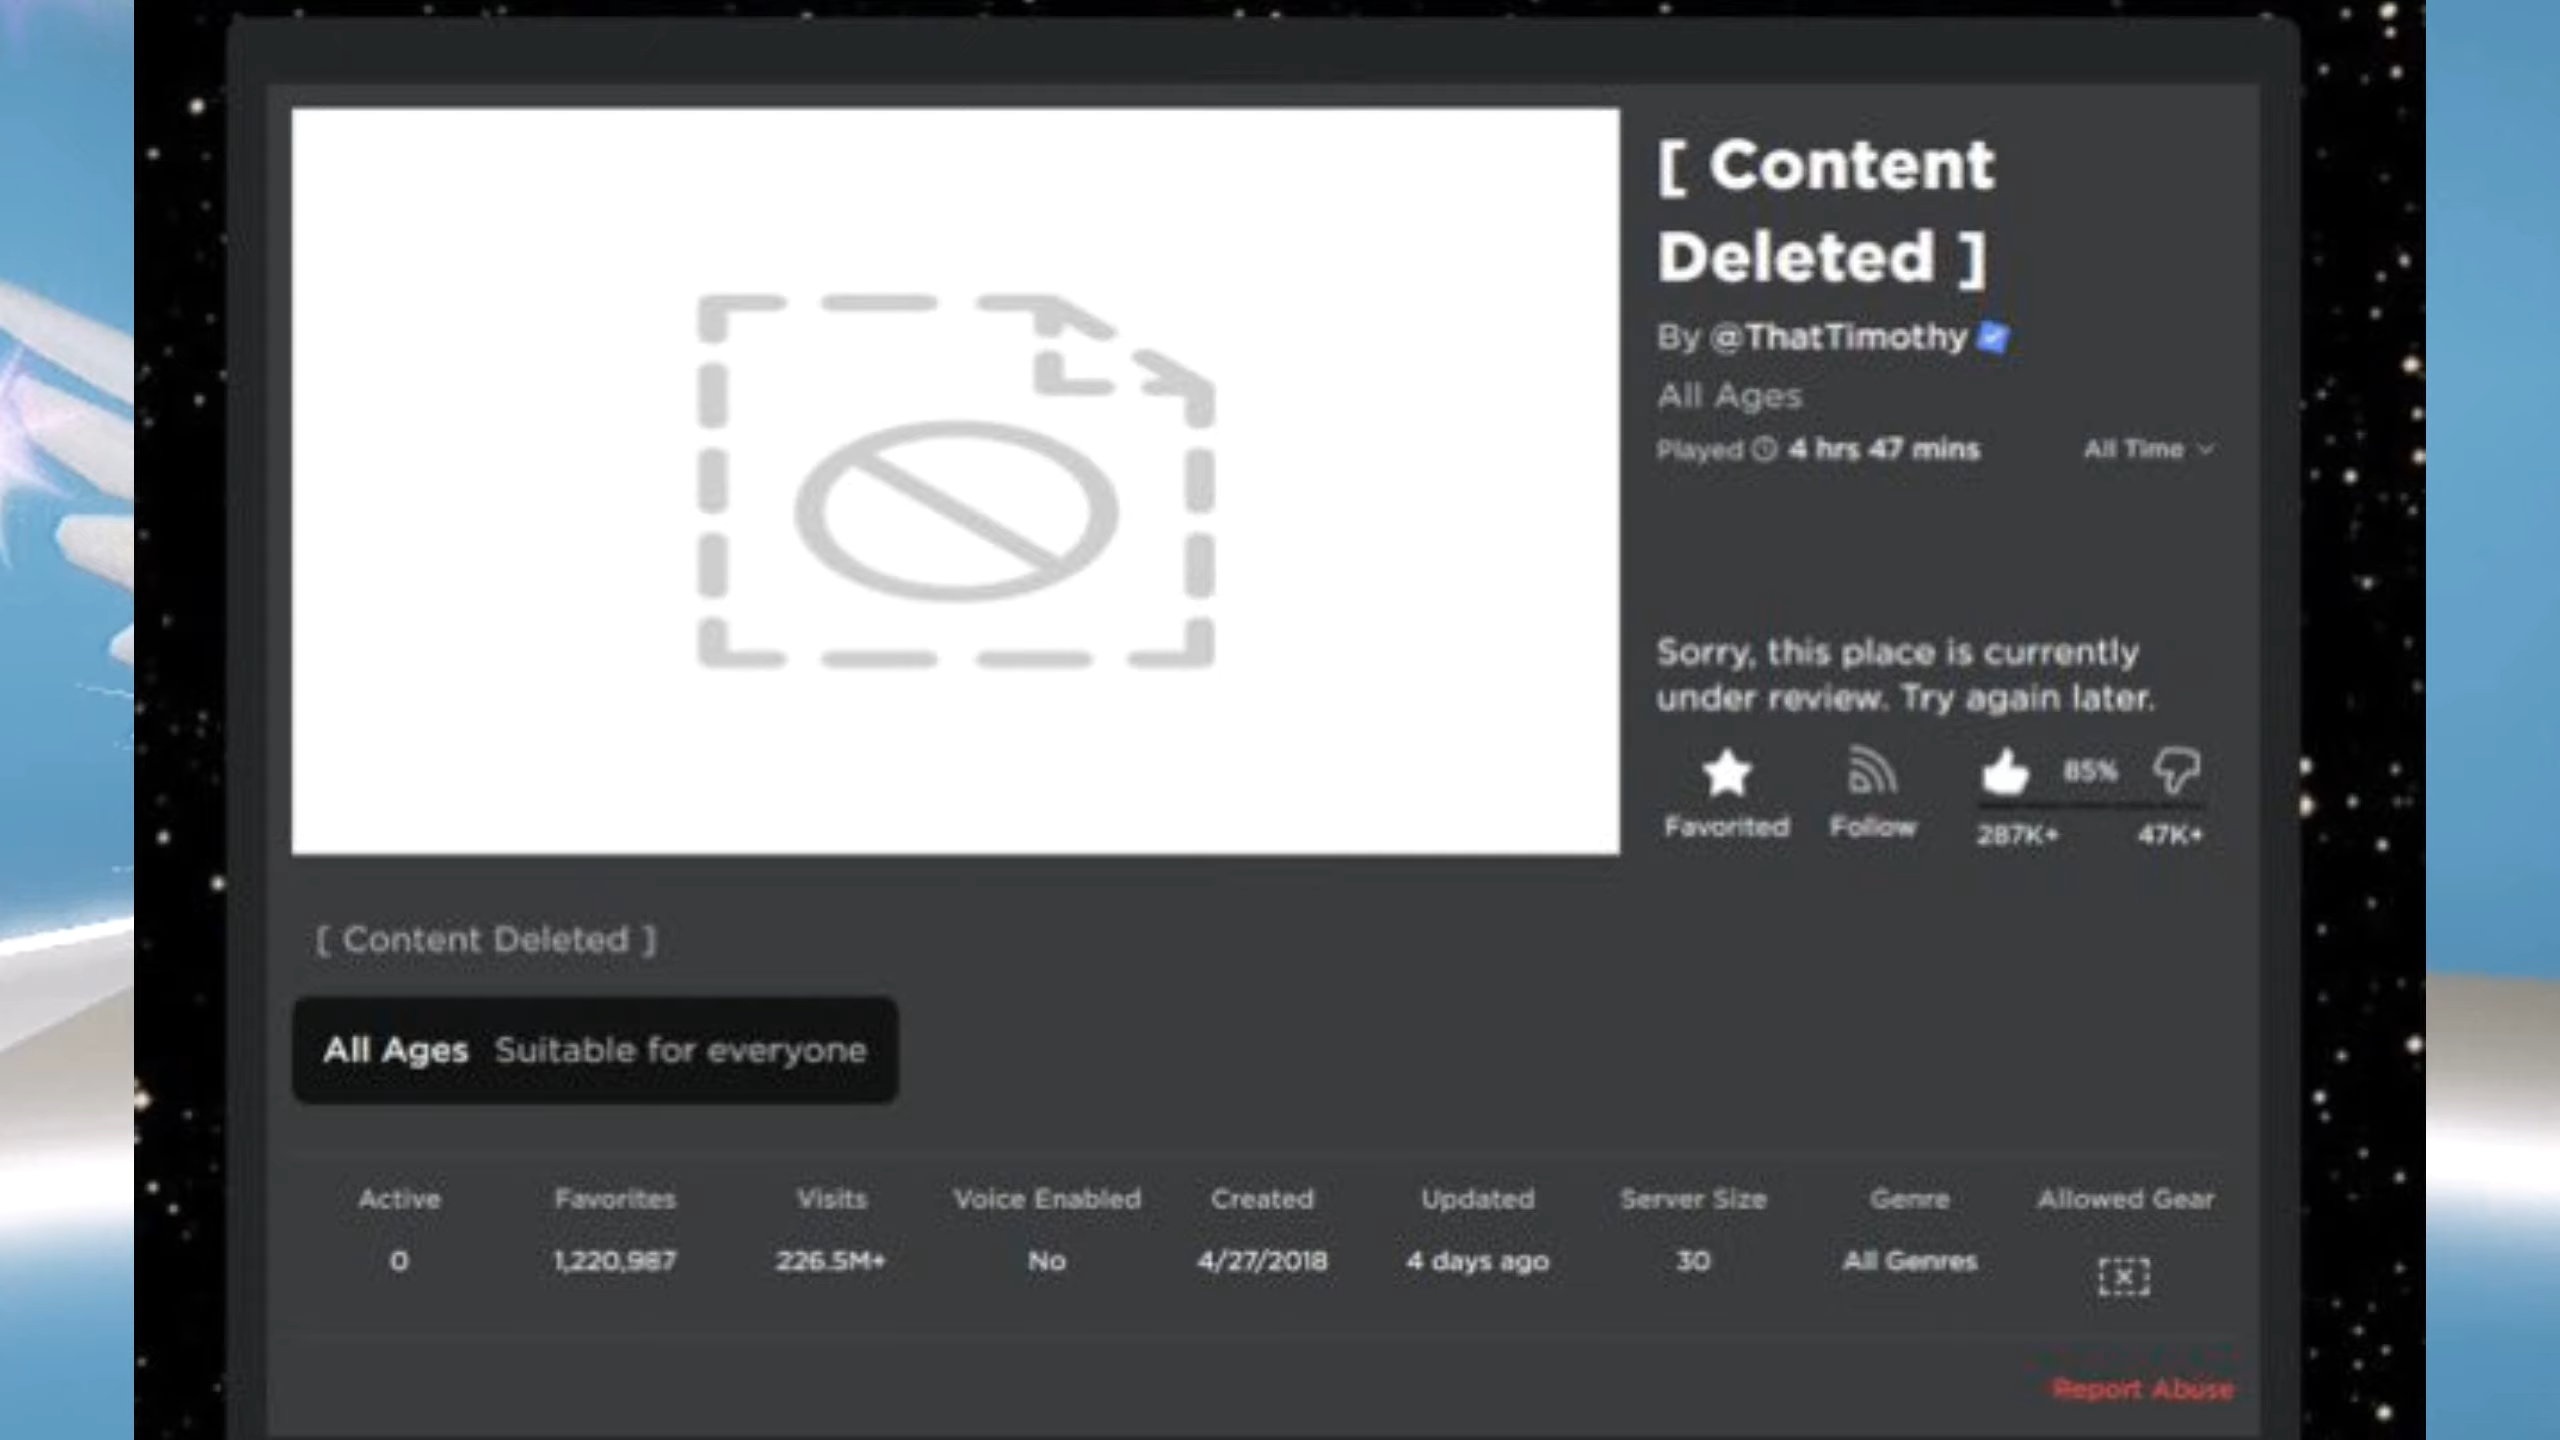 [ Content
Deleted ]
By @ThatTimothy
All Ages
Played 4 hrs 47 mins All Time
Sorry, this place is currently
under review. Try again later.
85%
Favorited Follow 287K+ 47K+
[ Content Deleted ]
All Ages Suitable for everyone
Active Favorites Visits Voice Enabled Created Updated Server Size Genre Allowed Gear
0 1,220,987 226.5M+ No 4/27/2018 4 days ago 30 All Genres
Report Abuse